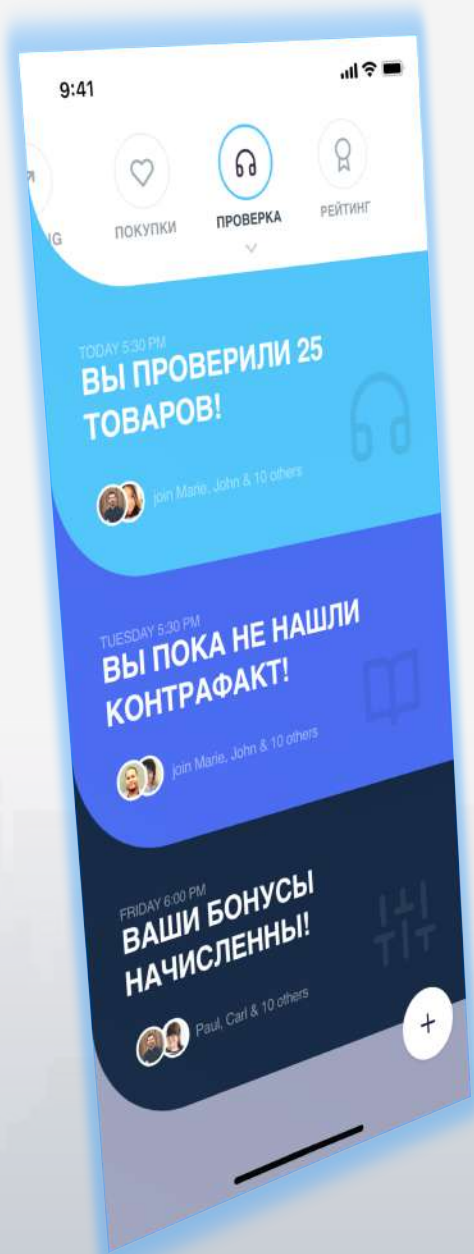 9:41
NG ПОКУПКИ ПРОВЕРКА РЕЙТИНГ
TODAY 5:30 PM
ВЫ ПРОВЕРИЛИ 25
ТОВАРОВ!
join Marie, John & 10 others
TUESDAY 5:30 PM
ВЫ ПОКА НЕ НАШЛИ
КОНТРАФАКТ!
join Marie, John & 10 others
FRIDAY 6:00 PM
ВАШИ БОНУСЫ
НАЧИСЛЕННЫ!
Paul, Carl & 10 others